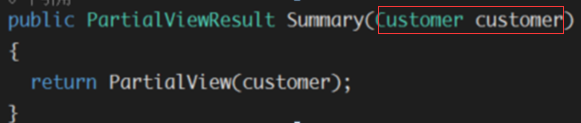 public PartialViewResult Summary(Customer customer)
{
return PartialView(customer);
}